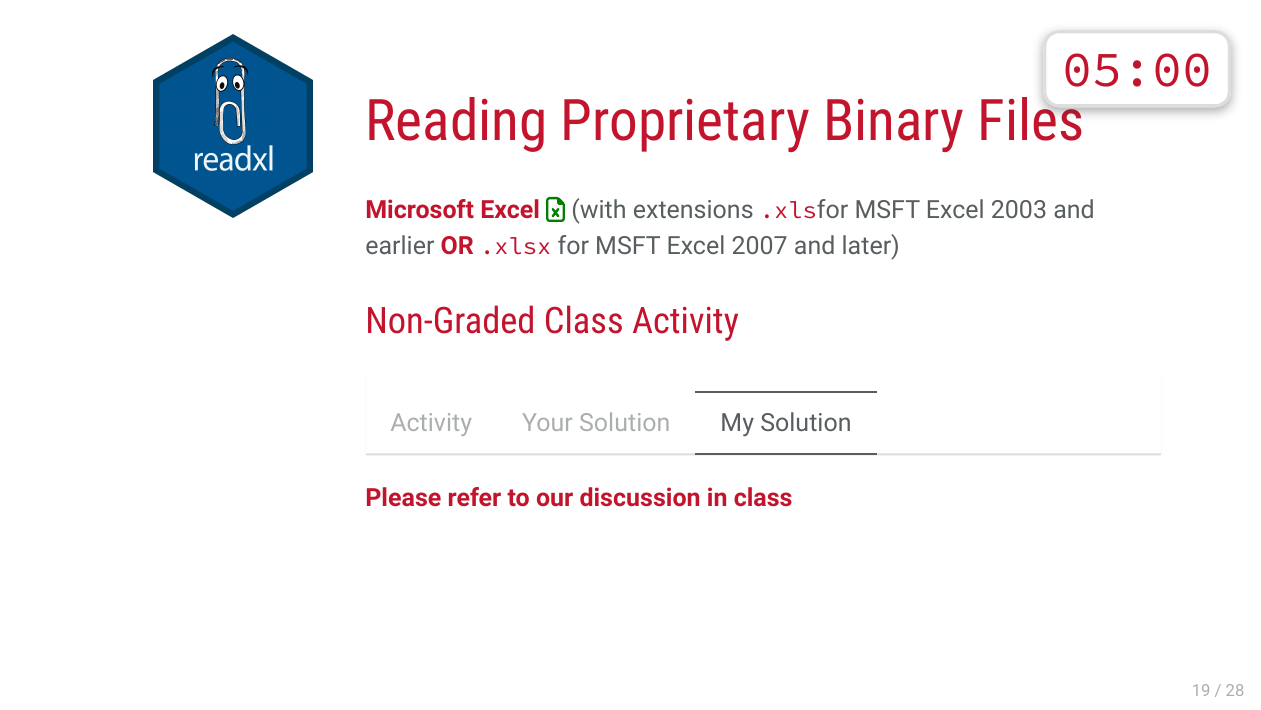 readxl
05:00
Reading Proprietary Binary Files
Microsoft Excel (with extensions .xlsfor MSFT Excel 2003 and
earlier OR .xlsx for MSFT Excel 2007 and later)
Non-Graded Class Activity
Activity Your Solution My Solution
Please refer to our discussion in class
19 / 28